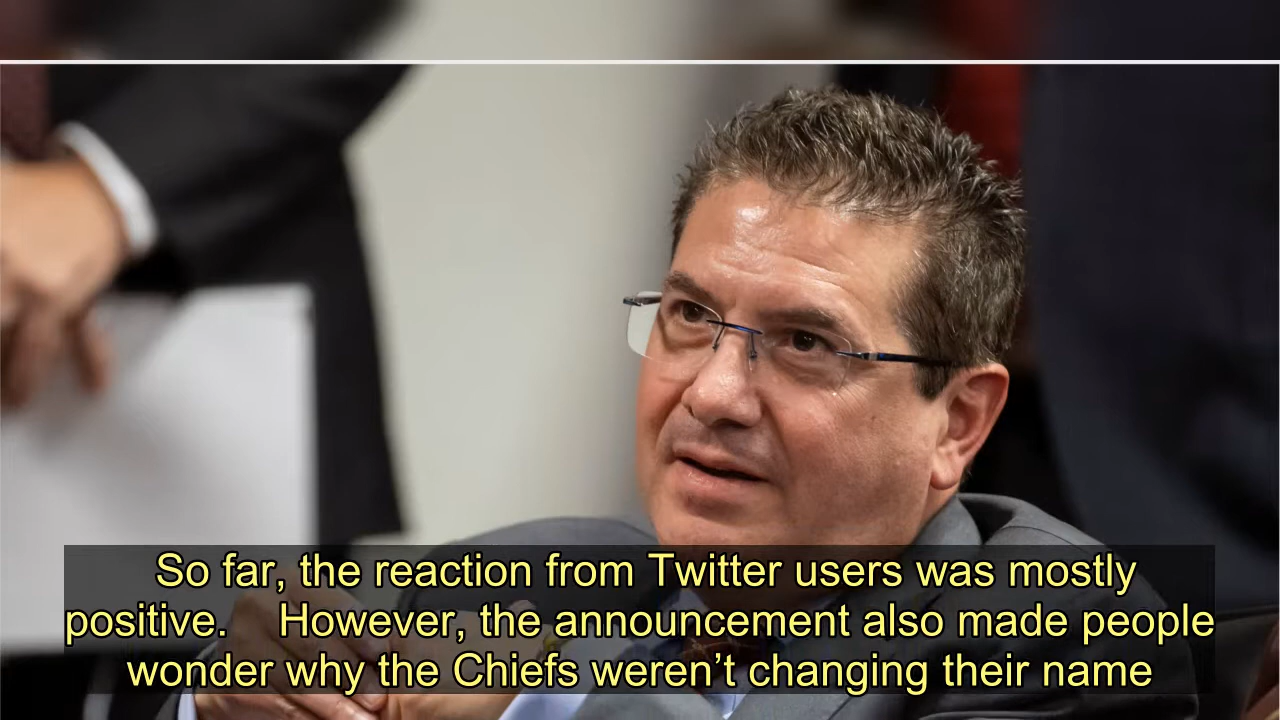 So far, the reaction from Twitter users was mostly
positive.    However, the announcement also made people
wonder why the Chiefs weren’t changing their name